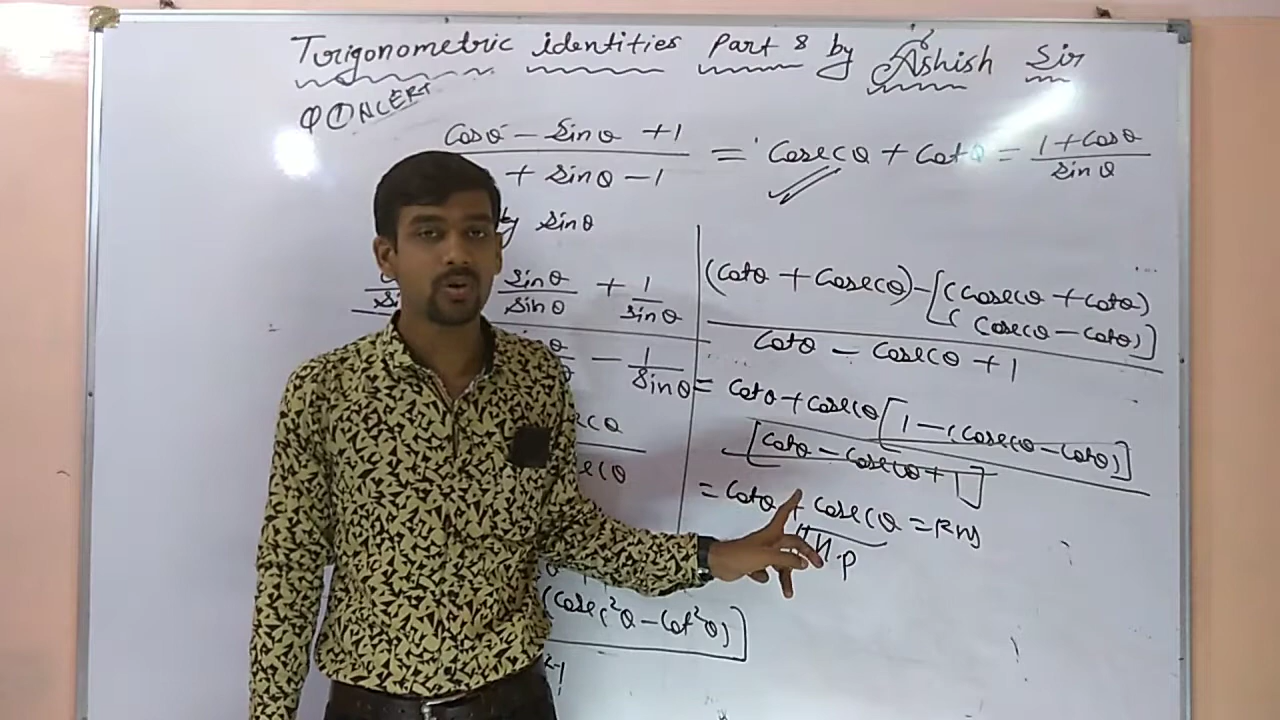 Trigonometric identities Part 8 by Ashish Sir
Q ① NCERT
Cosθ - Sinθ + 1
+ Sinθ - 1
= Cosecθ + Cotθ = 1 + Cosθ
Sinθ
by Sinθ
Sinθ + 1
Sinθ Sinθ
- 1
Sinθ
ecθ
(Cosec²θ - Cot²θ)]
(Cotθ + Cosecθ) - [(Cosecθ + Cotθ)
(Cosecθ - Cotθ)]
Cotθ - Cosecθ + 1
= Cotθ + Cosecθ [1 - (Cosecθ - Cotθ)]
[Cotθ - Cosecθ + 1]
= Cotθ + Cosecθ = RHS
H.P